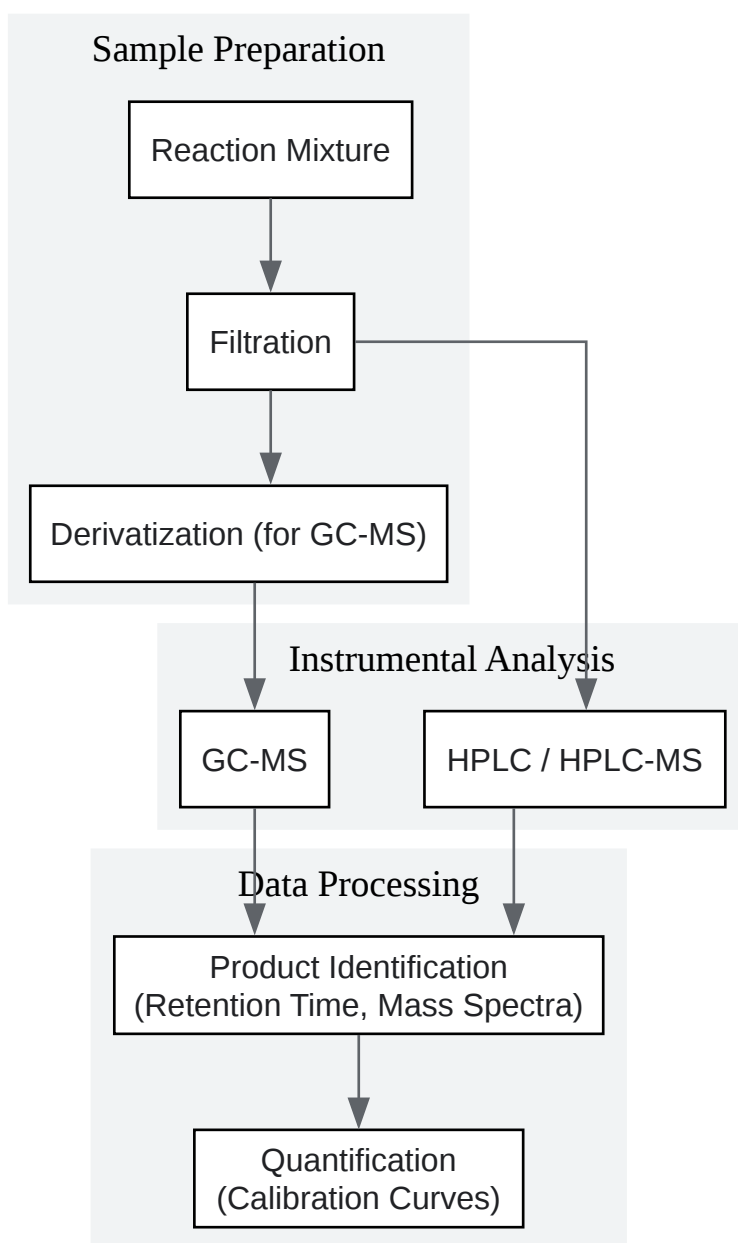 Sample Preparation
Reaction Mixture
Filtration
Derivatization (for GC-MS)
Instrumental Analysis
GC-MS
HPLC / HPLC-MS
Data Processing
Product Identification
(Retention Time, Mass Spectra)
Quantification
(Calibration Curves)